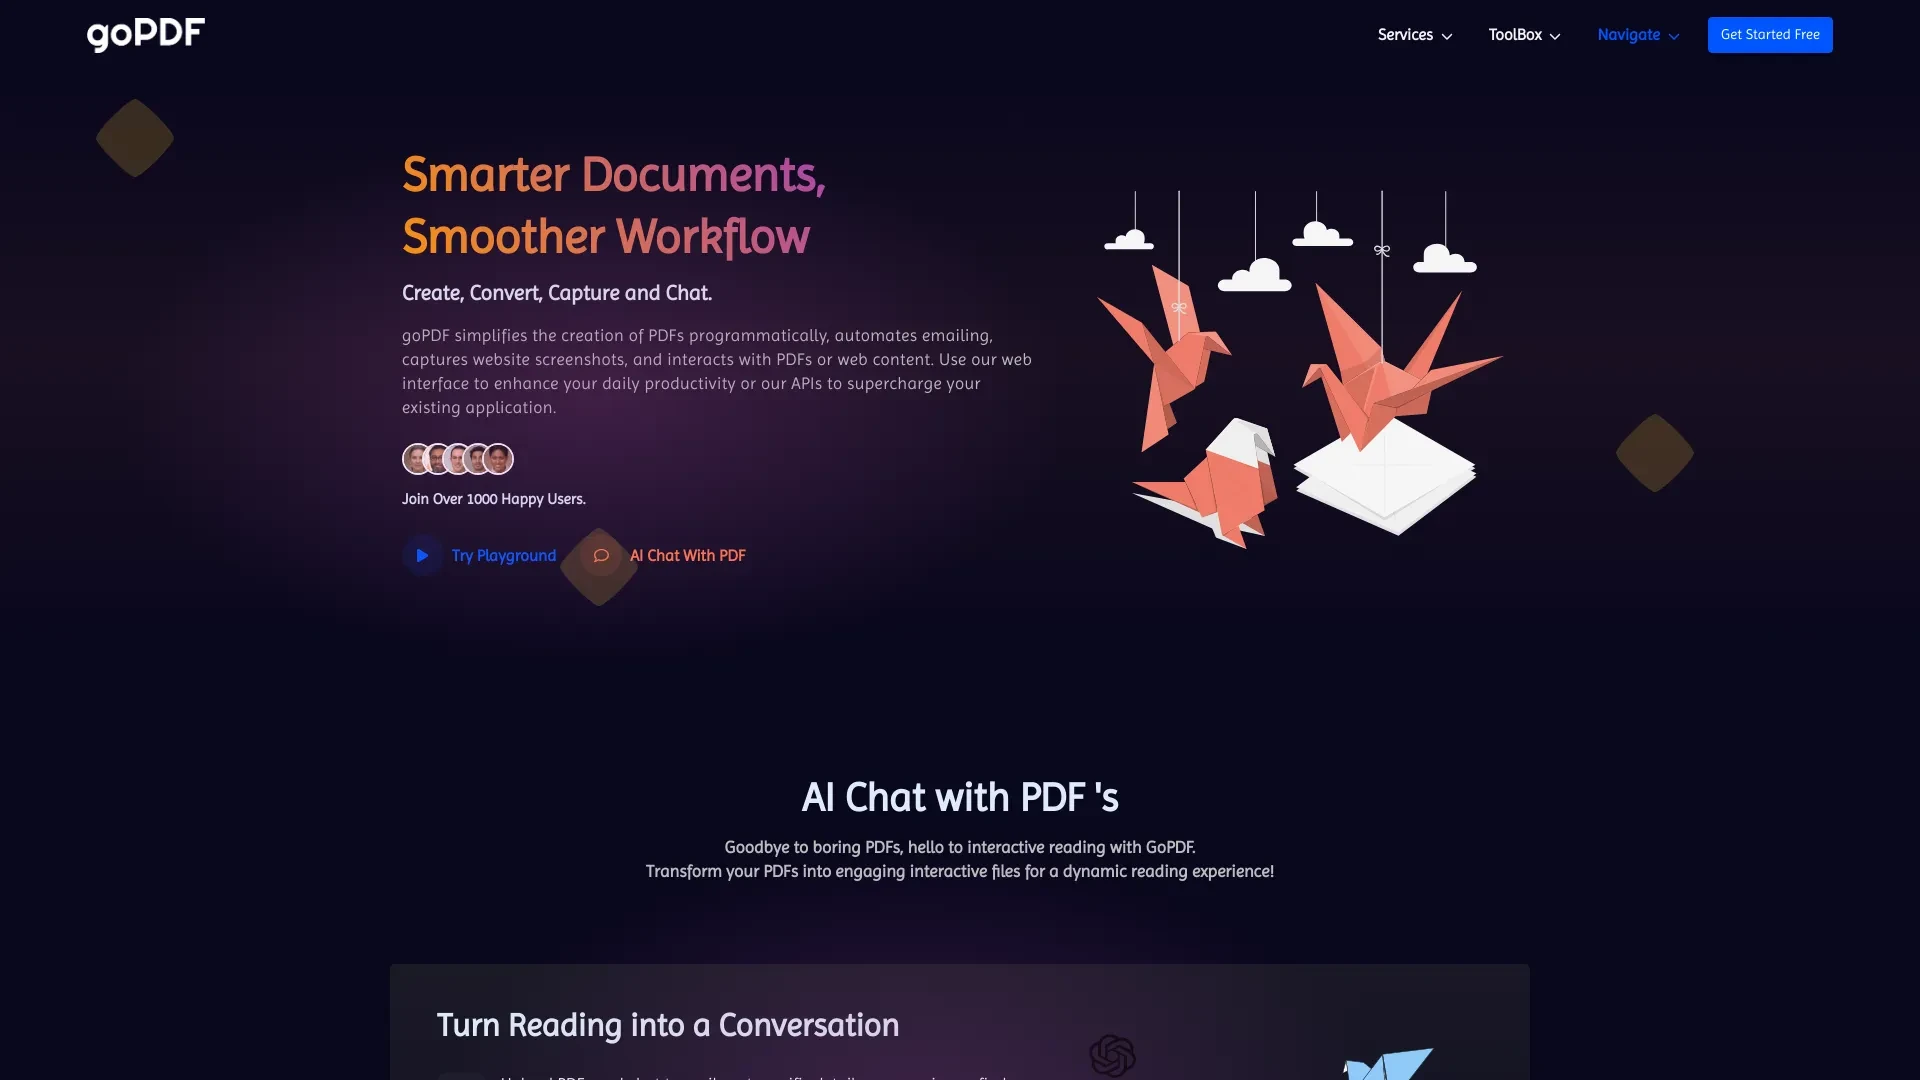 goPDF
Services
ToolBox
Navigate
Get Started Free
Smarter Documents,
Smoother Workflow
Create, Convert, Capture and Chat.
goPDF simplifies the creation of PDFs programmatically, automates emailing,
captures website screenshots, and interacts with PDFs or web content. Use our web
interface to enhance your daily productivity or our APIs to supercharge your
existing application.
Join Over 1000 Happy Users.
Try Playground
AI Chat With PDF
AI Chat with PDF 's
Goodbye to boring PDFs, hello to interactive reading with GoPDF.
Transform your PDFs into engaging interactive files for a dynamic reading experience!
Turn Reading into a Conversation